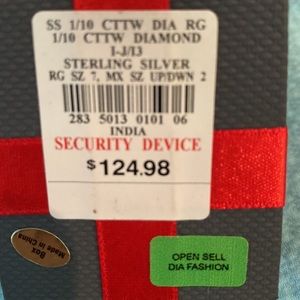 SS 1/10 CTTW DIA RG
1/10 CTTW DIAMOND
I-J/I3
STERLING SILVER
RG SZ 7, MX SZ UP/DWN 2
283 5013 0101 06
INDIA
SECURITY DEVICE
$124.98
Box
Made in China
OPEN SELL
DIA FASHION